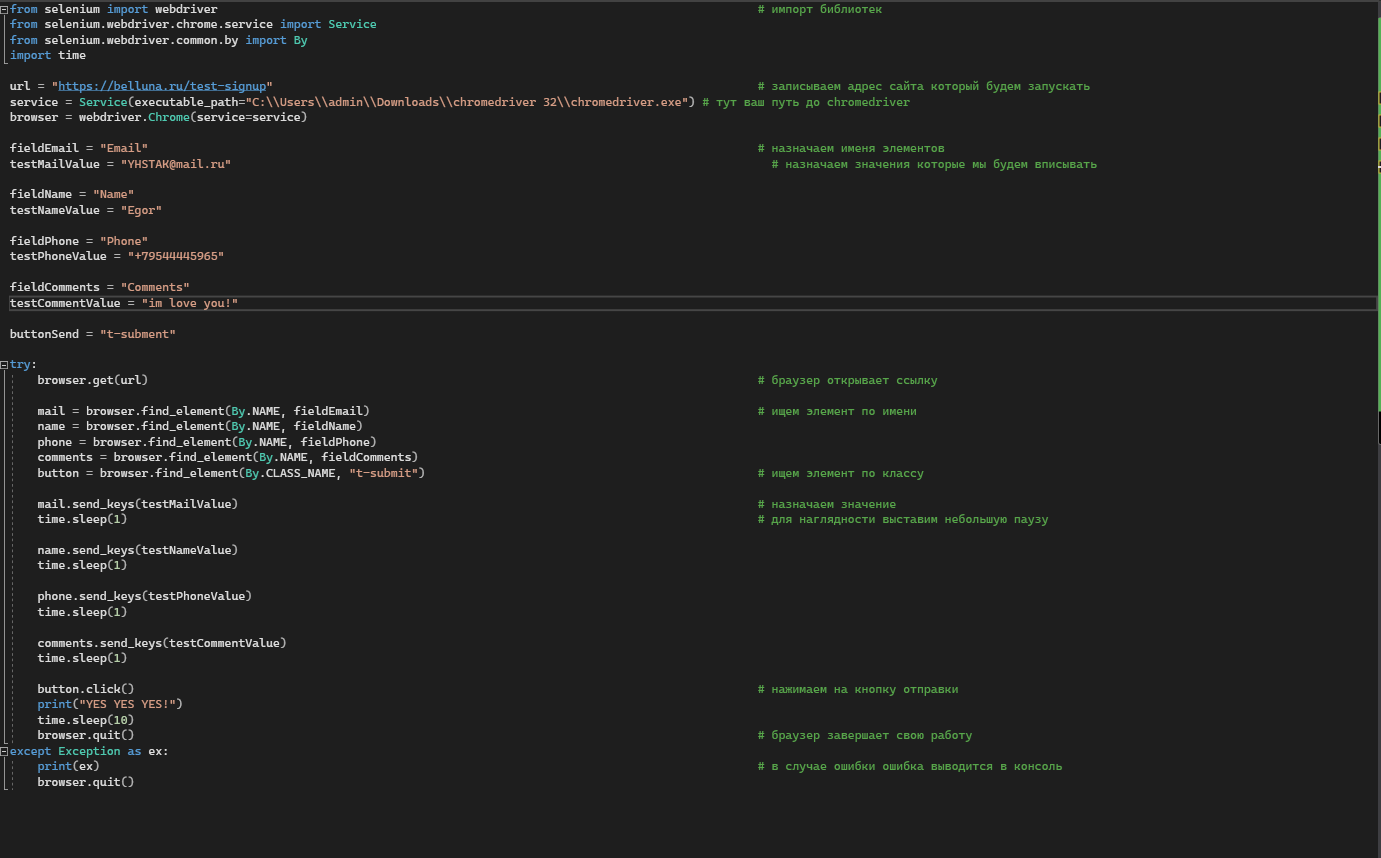 from selenium import webdriver # импорт библиотек
from selenium.webdriver.chrome.service import Service
from selenium.webdriver.common.by import By
import time
url = "https://belluna.ru/test-signup" # записываем адрес сайта который будем запускать
service = Service(executable_path="C:\\Users\\admin\\Downloads\\chromedriver 32\\chromedriver.exe") # тут ваш путь до chromedriver
browser = webdriver.Chrome(service=service)
fieldEmail = "Email" # назначаем именя элементов
testMailValue = "YHSTAK@mail.ru" # назначаем значения которые мы будем вписывать
fieldName = "Name"
testNameValue = "Egor"
fieldPhone = "Phone"
testPhoneValue = "+79544445965"
fieldComments = "Comments"
testCommentValue = "im love you!"
buttonSend = "t-subment"
try:
browser.get(url) # браузер открывает ссылку
mail = browser.find_element(By.NAME, fieldEmail) # ищем элемент по имени
name = browser.find_element(By.NAME, fieldName)
phone = browser.find_element(By.NAME, fieldPhone)
comments = browser.find_element(By.NAME, fieldComments)
button = browser.find_element(By.CLASS_NAME, "t-submit") # ищем элемент по классу
mail.send_keys(testMailValue) # назначаем значение
time.sleep(1) # для наглядности выставим небольшую паузу
name.send_keys(testNameValue)
time.sleep(1)
phone.send_keys(testPhoneValue)
time.sleep(1)
comments.send_keys(testCommentValue)
time.sleep(1)
button.click() # нажимаем на кнопку отправки
print("YES YES YES!")
time.sleep(10)
browser.quit() # браузер завершает свою работу
except Exception as ex:
print(ex) # в случае ошибки ошибка выводится в консоль
browser.quit()